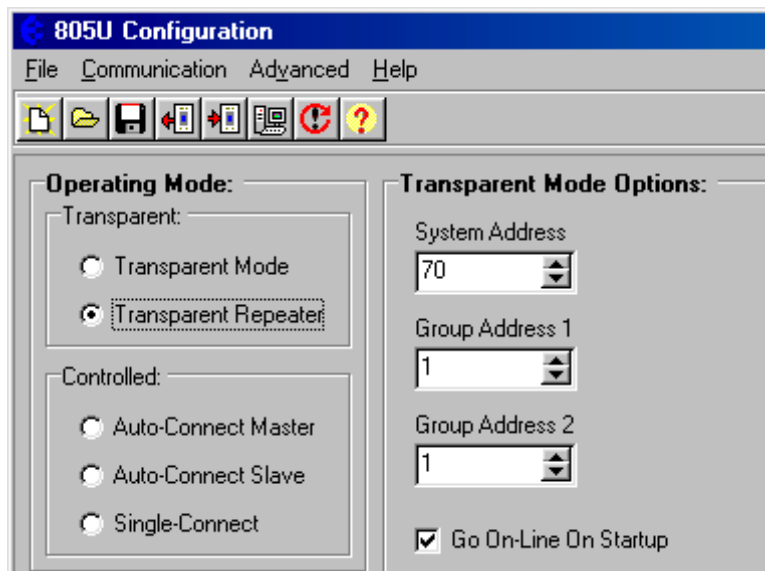 805U Configuration
File Communication Advanced Help
Operating Mode:
Transparent:
Transparent Mode
Transparent Repeater
Controlled:
Auto-Connect Master
Auto-Connect Slave
Single-Connect
Transparent Mode Options:
System Address
70
Group Address 1
1
Group Address 2
1
Go On-Line On Startup